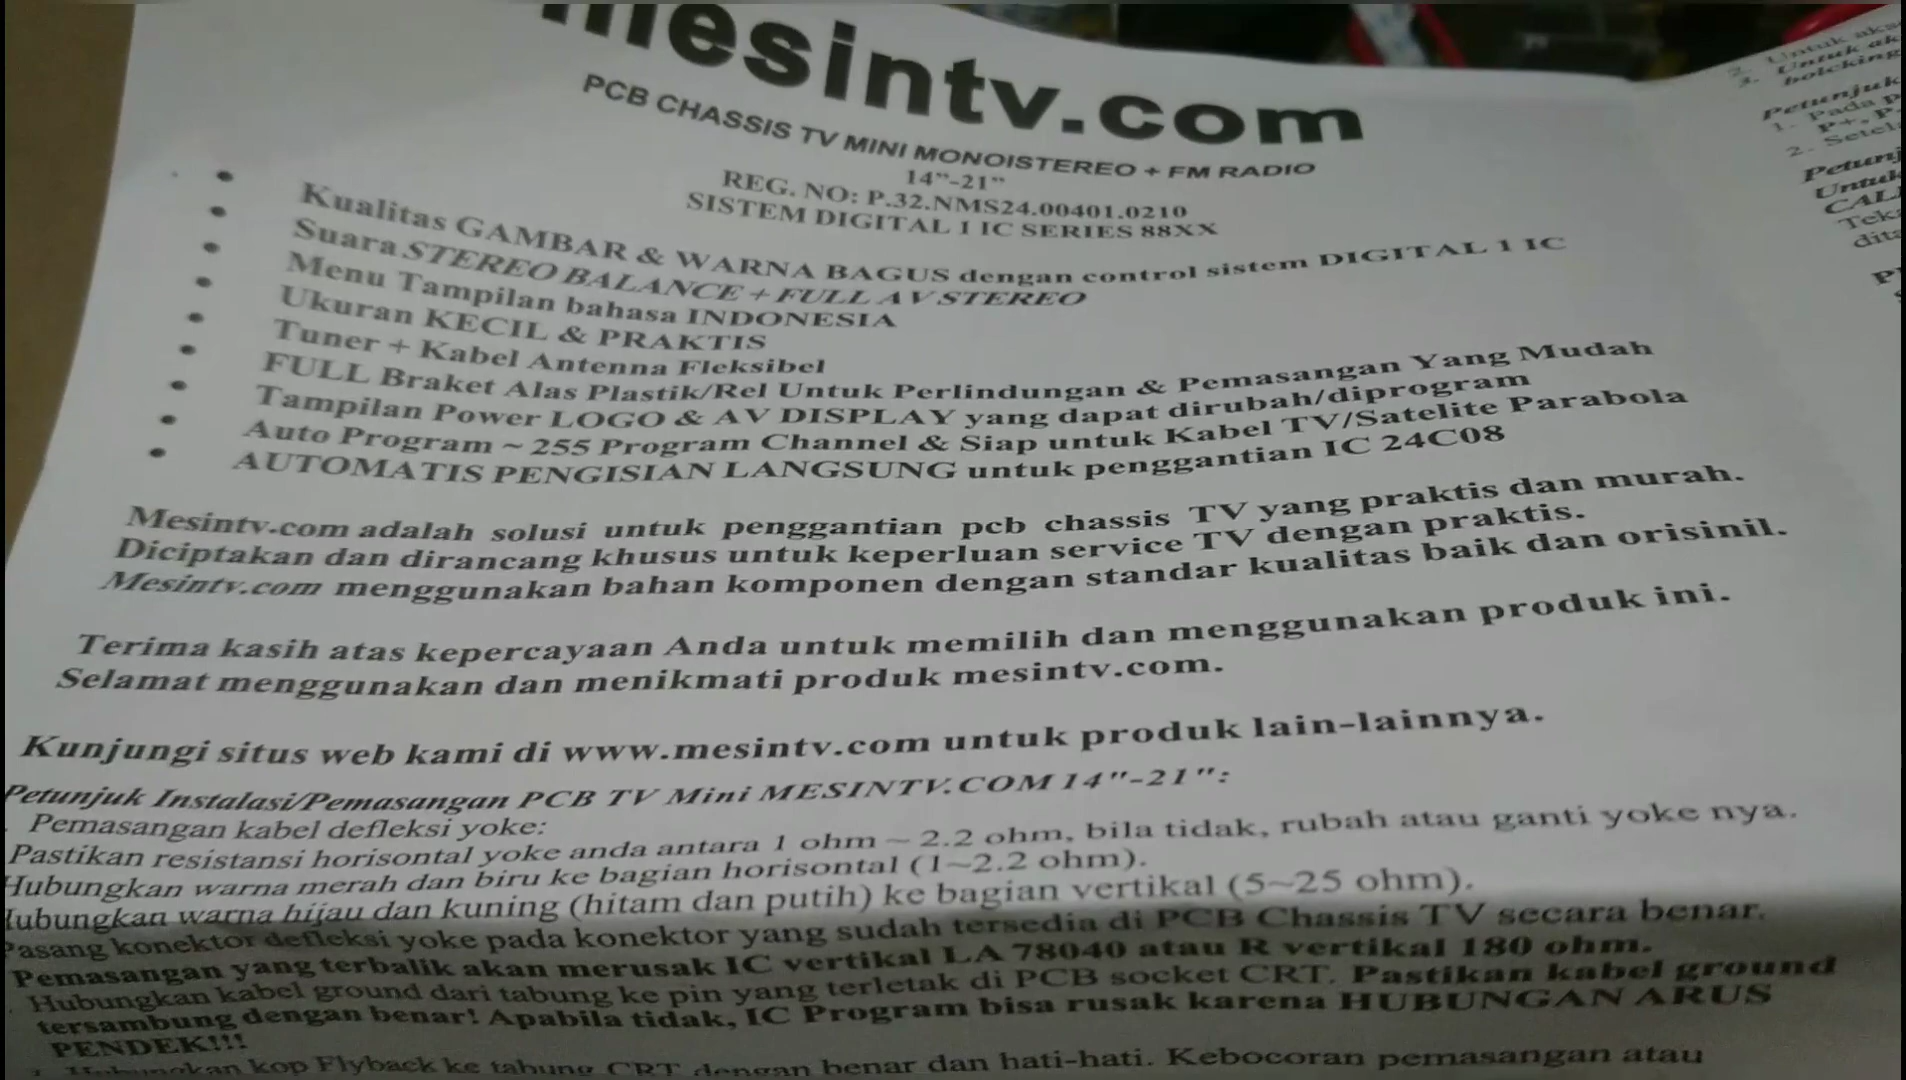 mesintv.com
PCB CHASSIS TV MINI MONOISTEREO + FM RADIO
14"-21"
REG. NO: P.32.NMS24.00401.0210
SISTEM DIGITAL 1 IC SERIES 88XX
• Kualitas GAMBAR & WARNA BAGUS dengan control sistem DIGITAL 1 IC
• Suara STEREO BALANCE + FULL AV STEREO
• Menu Tampilan bahasa INDONESIA
• Ukuran KECIL & PRAKTIS
• Tuner + Kabel Antenna Fleksibel
• FULL Braket Alas Plastik/Rel Untuk Perlindungan & Pemasangan Yang Mudah
• Tampilan Power LOGO & AV DISPLAY yang dapat dirubah/diprogram
• Auto Program ~ 255 Program Channel & Siap untuk Kabel TV/Satelite Parabola
• AUTOMATIS PENGISIAN LANGSUNG untuk penggantian IC 24C08
Mesintv.com adalah solusi untuk penggantian pcb chassis TV yang praktis dan murah.
Diciptakan dan dirancang khusus untuk keperluan service TV dengan praktis.
Mesintv.com menggunakan bahan komponen dengan standar kualitas baik dan orisinil.
Terima kasih atas kepercayaan Anda untuk memilih dan menggunakan produk ini.
Selamat menggunakan dan menikmati produk mesintv.com.
Kunjungi situs web kami di www.mesintv.com untuk produk lain-lainnya.
Petunjuk Instalasi/Pemasangan PCB TV Mini MESINTV.COM 14"-21":
Pemasangan kabel defleksi yoke:
Pastikan resistansi horisontal yoke anda antara 1 ohm ~ 2.2 ohm, bila tidak, rubah atau ganti yoke nya.
Hubungkan warna merah dan biru ke bagian horisontal (1~2.2 ohm).
Hubungkan warna hijau dan kuning (hitam dan putih) ke bagian vertikal (5~25 ohm).
Pasang konektor defleksi yoke pada konektor yang sudah tersedia di PCB Chassis TV secara benar.
Pemasangan yang terbalik akan merusak IC vertikal LA 78040 atau R vertikal 180 ohm.
Hubungkan kabel ground dari tabung ke pin yang terletak di PCB socket CRT. Pastikan kabel ground
tersambung dengan benar! Apabila tidak, IC Program bisa rusak karena HUBUNGAN ARUS
PENDEK!!!
Hubungkan kop Flyback ke tabung CRT dengan benar dan hati-hati. Kebocoran pemasangan atau
2. Untuk
3. Untuk
bolcking
Petunjuk
1. Pada
P+, P-
2.
Untuk